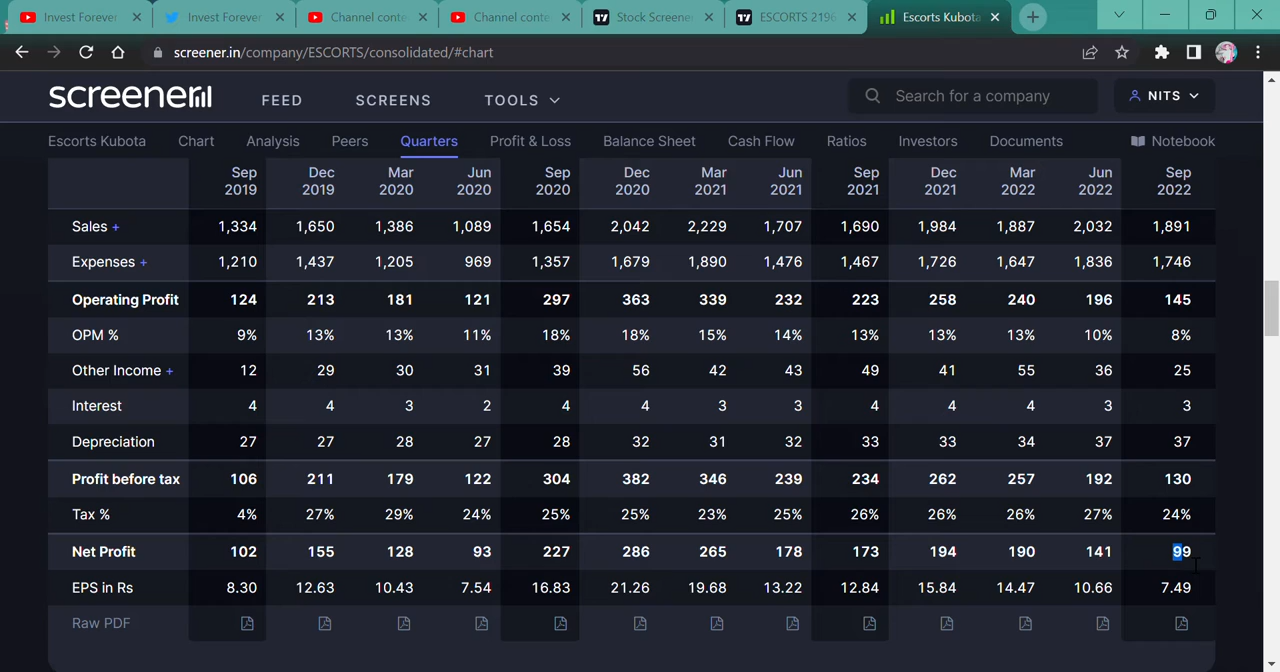 Invest Forever
Invest Forever
Channel conte
Channel conte
Stock Screene
ESCORTS 2196
Escorts Kubota
screener.in/company/ESCORTS/consolidated/#chart
screener
FEED
SCREENS
TOOLS
Search for a company
NITS
Escorts Kubota
Chart
Analysis
Peers
Quarters
Profit & Loss
Balance Sheet
Cash Flow
Ratios
Investors
Documents
Notebook
Sep 2019 Dec 2019 Mar 2020 Jun 2020 Sep 2020 Dec 2020 Mar 2021 Jun 2021 Sep 2021 Dec 2021 Mar 2022 Jun 2022 Sep 2022
Sales + 1,334 1,650 1,386 1,089 1,654 2,042 2,229 1,707 1,690 1,984 1,887 2,032 1,891
Expenses + 1,210 1,437 1,205 969 1,357 1,679 1,890 1,476 1,467 1,726 1,647 1,836 1,746
Operating Profit 124 213 181 121 297 363 339 232 223 258 240 196 145
OPM % 9% 13% 13% 11% 18% 18% 15% 14% 13% 13% 13% 10% 8%
Other Income + 12 29 30 31 39 56 42 43 49 41 55 36 25
Interest 4 4 3 2 4 4 3 3 4 4 4 3 3
Depreciation 27 27 28 27 28 32 31 32 33 33 34 37 37
Profit before tax 106 211 179 122 304 382 346 239 234 262 257 192 130
Tax % 4% 27% 29% 24% 25% 25% 23% 25% 26% 26% 26% 27% 24%
Net Profit 102 155 128 93 227 286 265 178 173 194 190 141 99
EPS in Rs 8.30 12.63 10.43 7.54 16.83 21.26 19.68 13.22 12.84 15.84 14.47 10.66 7.49
Raw PDF